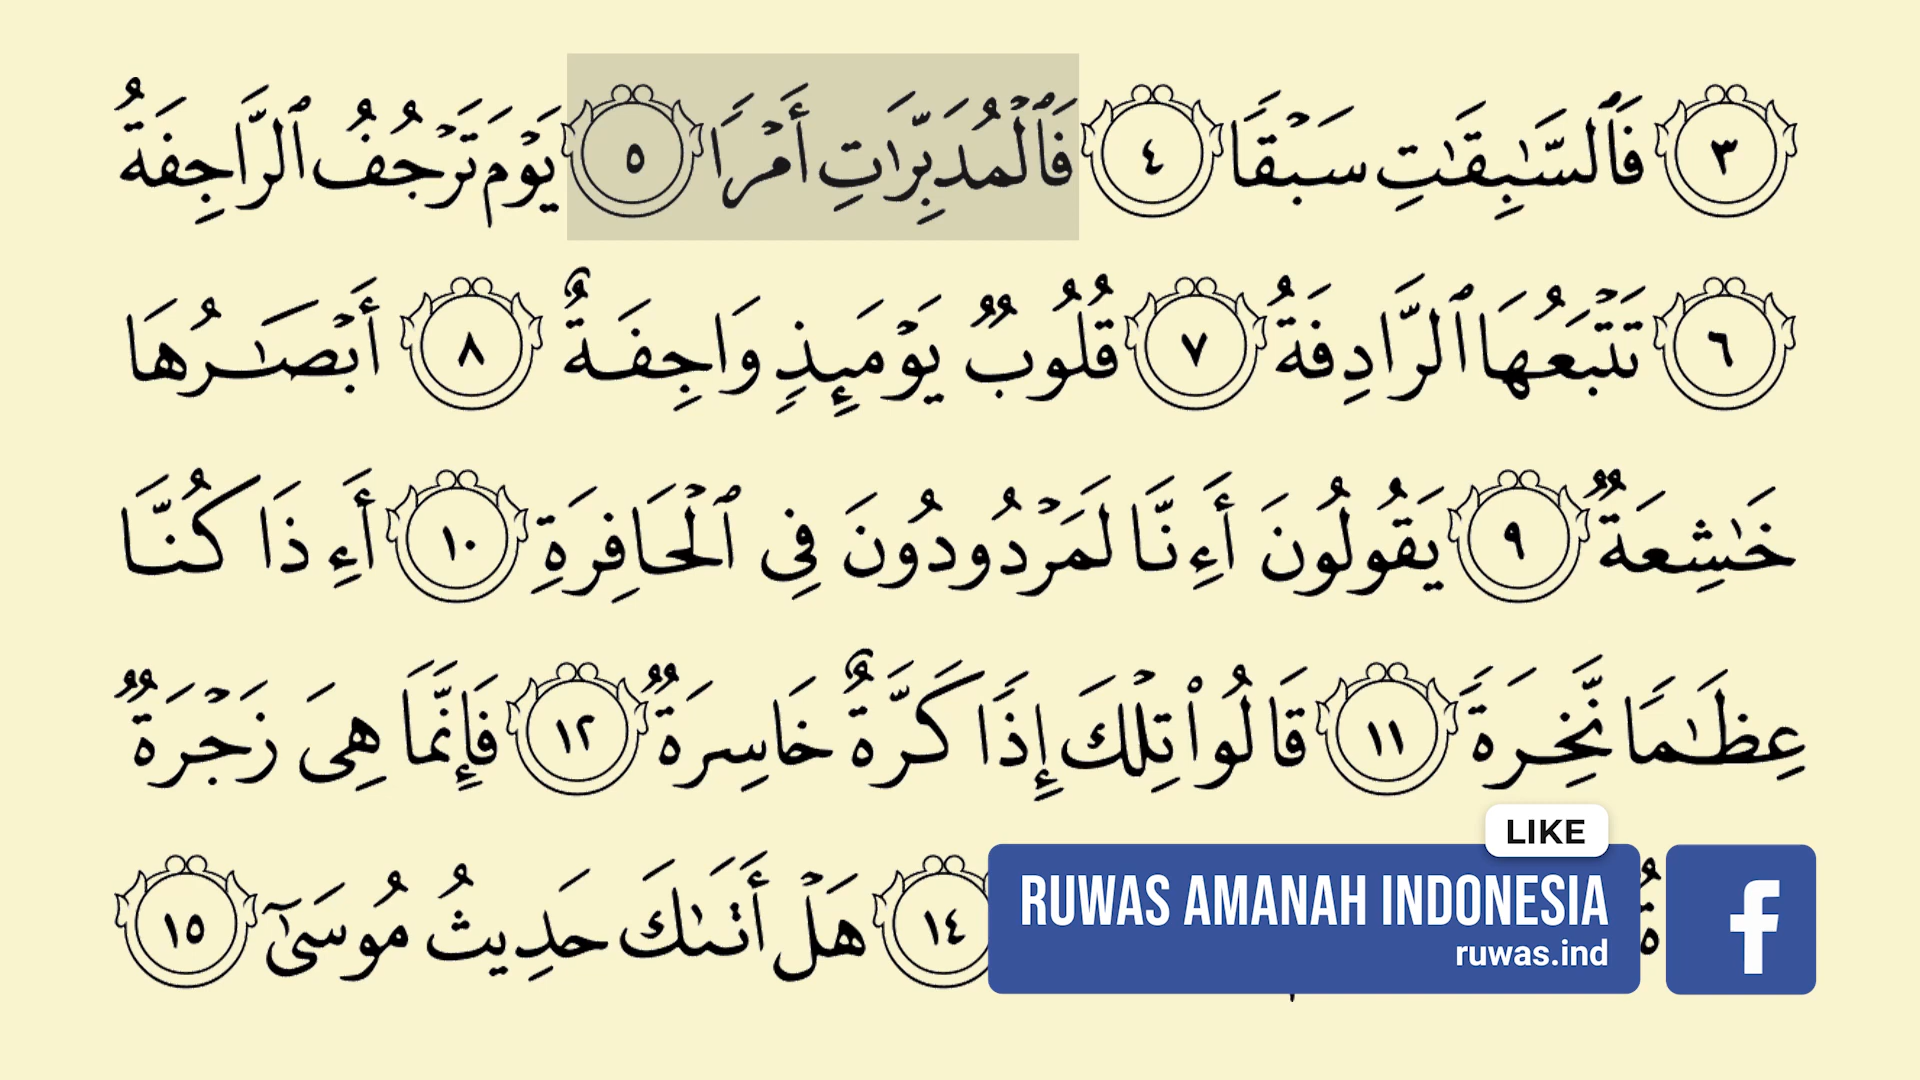 ٣ فَٱلسَّٰبِقَٰتِ سَبۡقٗا ٤ فَٱلۡمُدَبِّرَٰتِ أَمۡرٗا ٥ يَوۡمَ تَرۡجُفُ ٱلرَّاجِفَةُ
٦ تَتۡبَعُهَا ٱلرَّادِفَةُ ٧ قُلُوبٞ يَوۡمَئِذٖ وَاجِفَةٌ ٨ أَبۡصَٰرُهَا
خَٰشِعَةٞ ٩ يَقُولُونَ أَءِنَّا لَمَرۡدُودُونَ فِي ٱلۡحَافِرَةِ ١٠ أَءِذَا كُنَّا
عِظَٰمٗا نَّخِرَةٗ ١١ قَالُواْ تِلۡكَ إِذٗا كَرَّةٌ خَاسِرَةٞ ١٢ فَإِنَّمَا هِيَ زَجۡرَةٞ
١٤ هَلۡ أَتَىٰكَ حَدِيثُ مُوسَىٰٓ ١٥
LIKE
RUWAS AMANAH INDONESIA
ruwas.ind
f